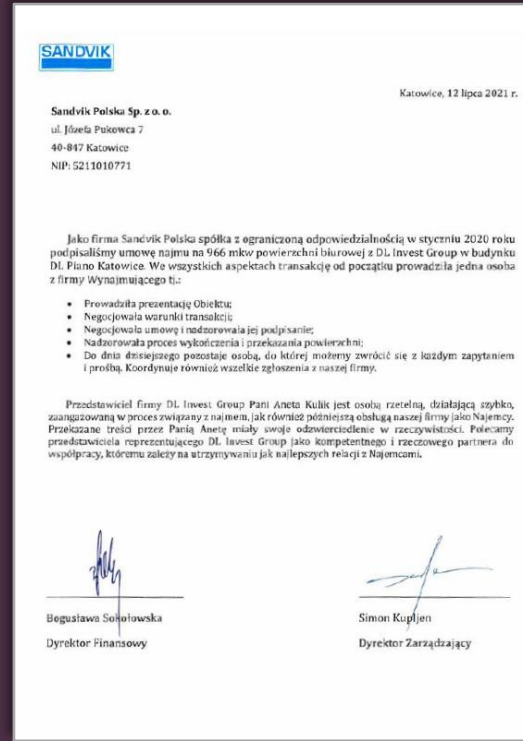 SANDVIK
Katowice, 12 lipca 2021 r.
Sandvik Polska Sp. z o. o.
ul. Józefa Pukowca 7
40-847 Katowice
NIP: 5211010771
Jako firma Sandvik Polska spółka z ograniczoną odpowiedzialnością w styczniu 2020 roku
podpisaliśmy umowę najmu na 966 mkw powierzchni biurowej z DL Invest Group w budynku
DL Piano Katowice. We wszystkich aspektach transakcję od początku prowadziła jedna osoba
z firmy Wynajmującego tj.:
• Prowadziła prezentację Obiektu;
• Negocjowała warunki transakcji;
• Negocjowała umowę i nadzorowała jej podpisanie;
• Nadzorowała proces wykończenia i przekazania powierzchni;
• Do dnia dzisiejszego pozostaje osobą, do której możemy zwrócić się z każdym zapytaniem
i prośbą. Koordynuje również wszelkie zgłoszenia z naszej firmy.
Przedstawiciel firmy DL Invest Group Pani Aneta Kulik jest osobą rzetelną, działającą szybko,
zaangażowaną w proces związany z najmem, jak również późniejszą obsługą naszej firmy jako Najemcy.
Przekazane treści przez Panią Anetę miały swoje odzwierciedlenie w rzeczywistości. Polecamy
przedstawiciela reprezentującego DL Invest Group jako kompetentnego i rzeczowego partnera do
współpracy, któremu zależy na utrzymywaniu jak najlepszych relacji z Najemcami.
Bogusława Sokołowska
Dyrektor Finansowy
Simon Kupljen
Dyrektor Zarządzający